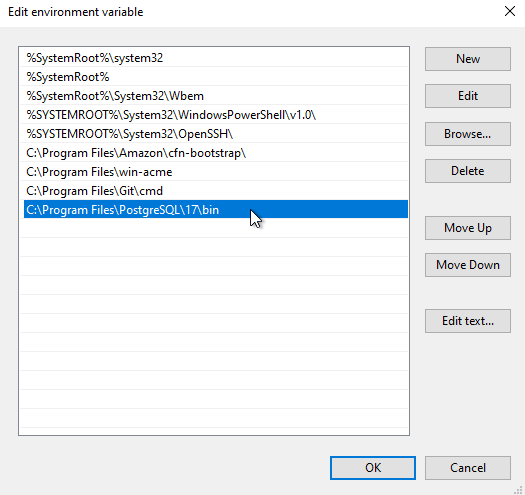 Edit environment variable
%SystemRoot%\system32
%SystemRoot%
%SystemRoot%\System32\Wbem
%SYSTEMROOT%\System32\WindowsPowerShell\v1.0\
%SYSTEMROOT%\System32\OpenSSH\
C:\Program Files\Amazon\cfn-bootstrap\
C:\Program Files\win-acme
C:\Program Files\Git\cmd
C:\Program Files\PostgreSQL\17\bin
New
Edit
Browse...
Delete
Move Up
Move Down
Edit text...
OK
Cancel